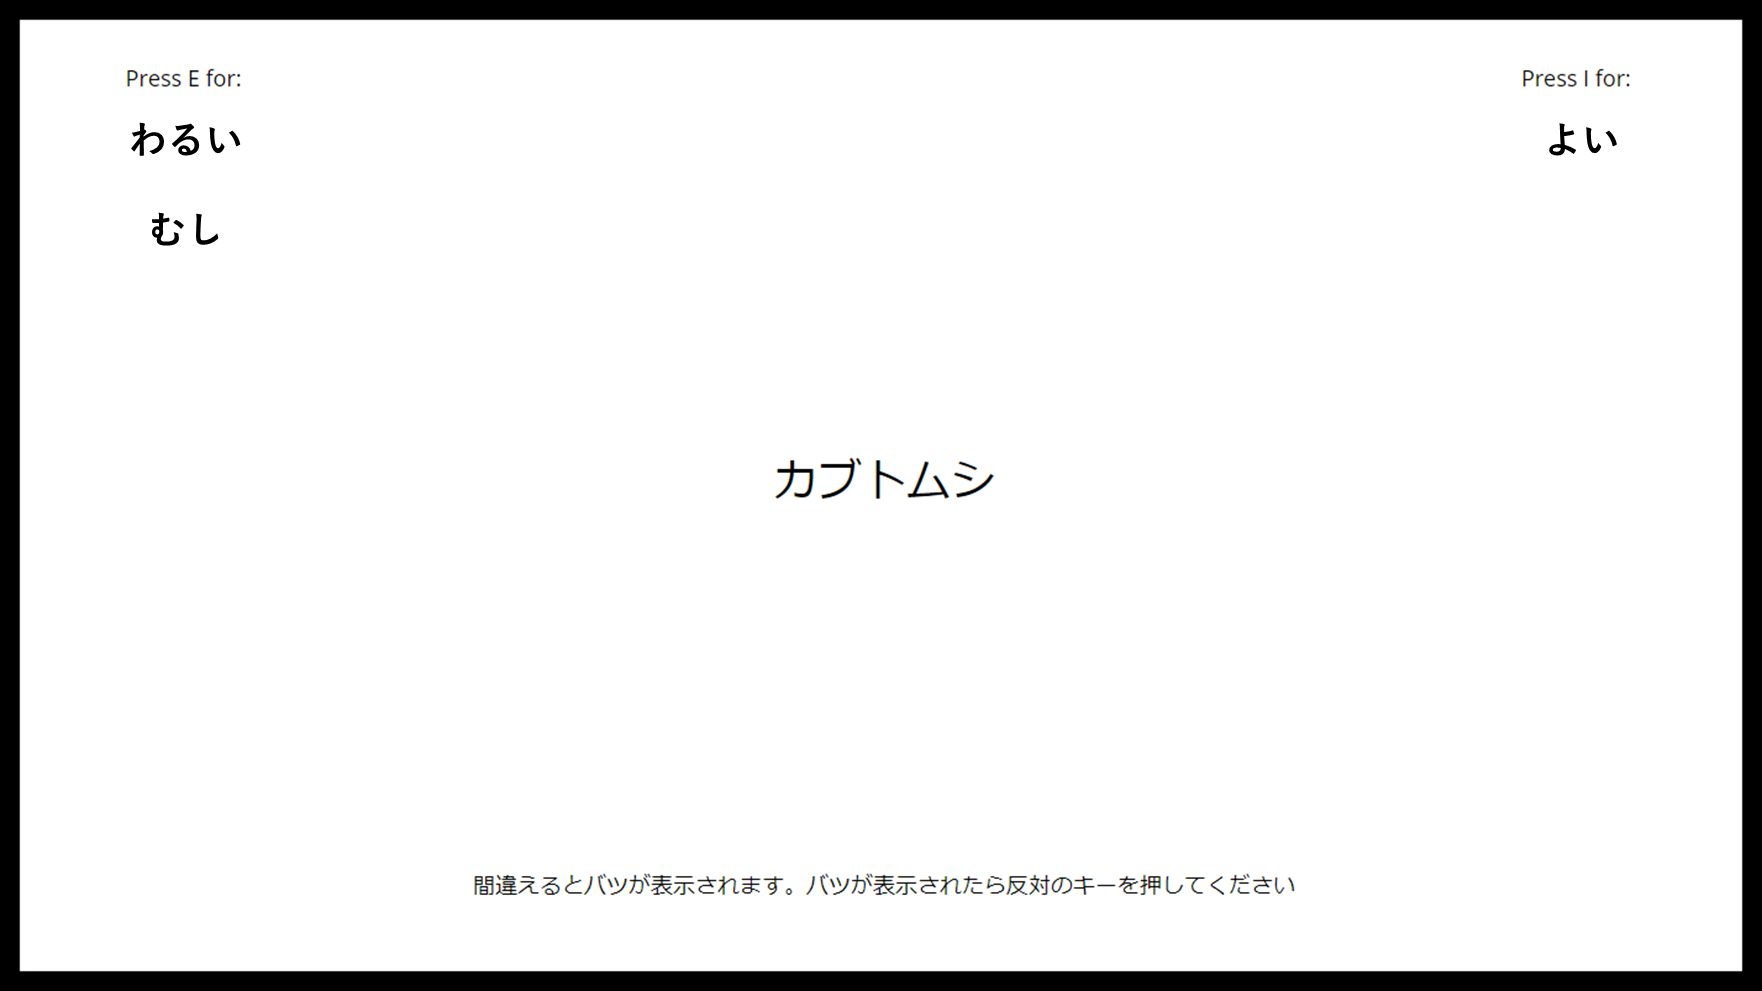 Press E for:
Press I for:
わるい
よい
むし
カブトムシ
間違えるとバツが表示されます。バツが表示されたら反対のキーを押してください